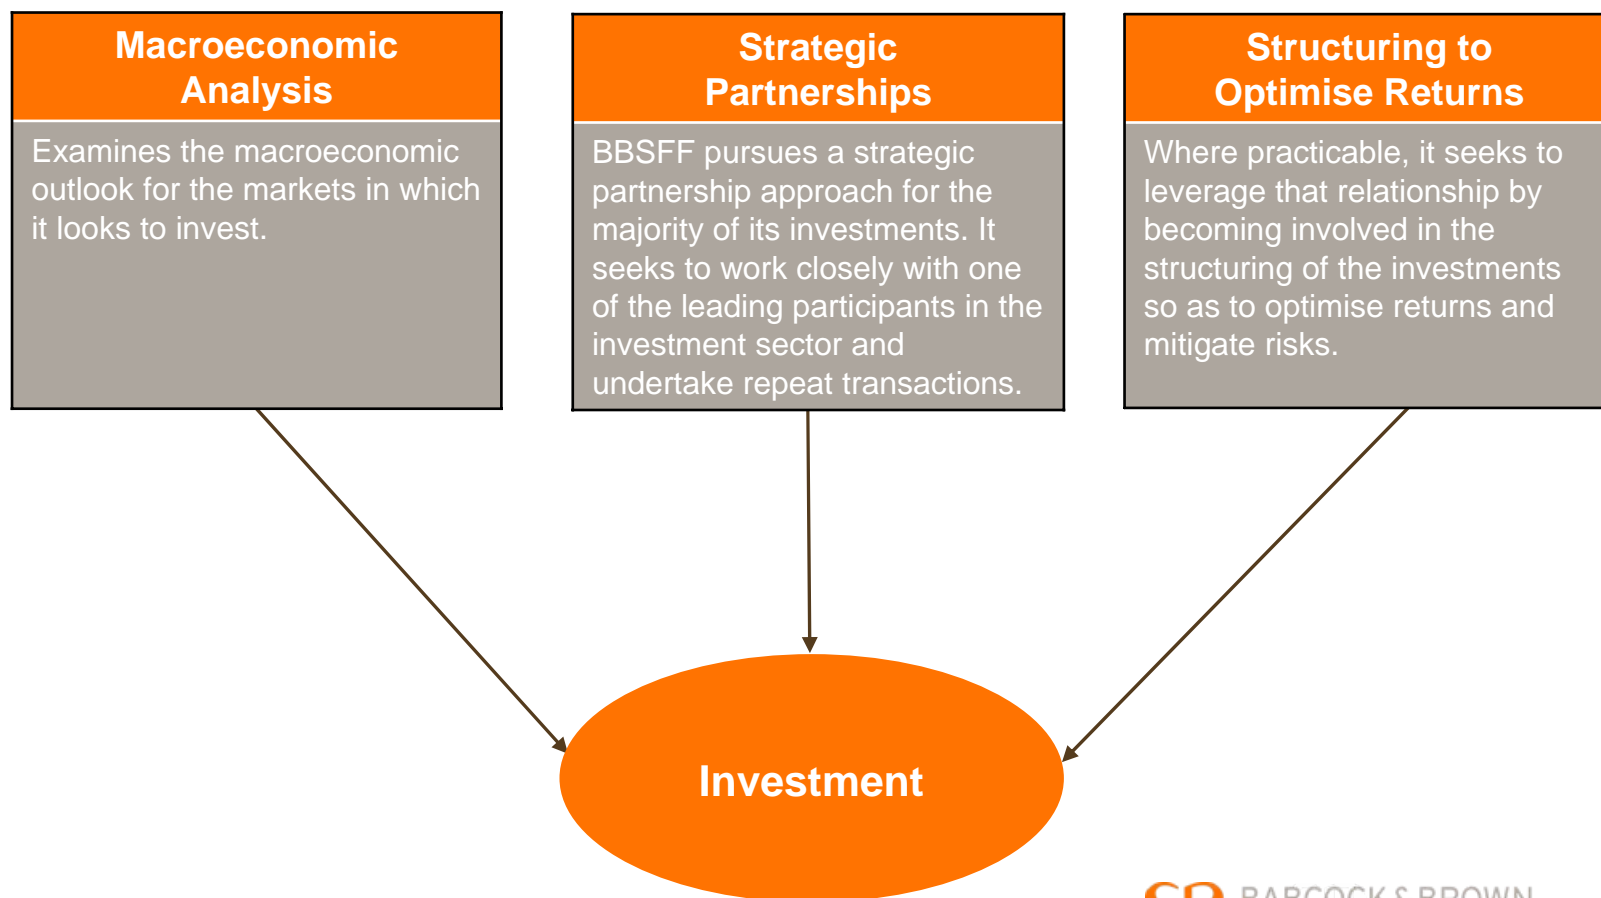 Macroeconomic
Analysis
Examines the macroeconomic
outlook for the markets in which
it looks to invest.
Strategic
Partnerships
BBSFF pursues a strategic
partnership approach for the
majority of its investments. It
seeks to work closely with one
of the leading participants in the
investment sector and
undertake repeat transactions.
Structuring to
Optimise Returns
Where practicable, it seeks to
leverage that relationship by
becoming involved in the
structuring of the investments
so as to optimise returns and
mitigate risks.
Investment
BABCOCK & BROWN